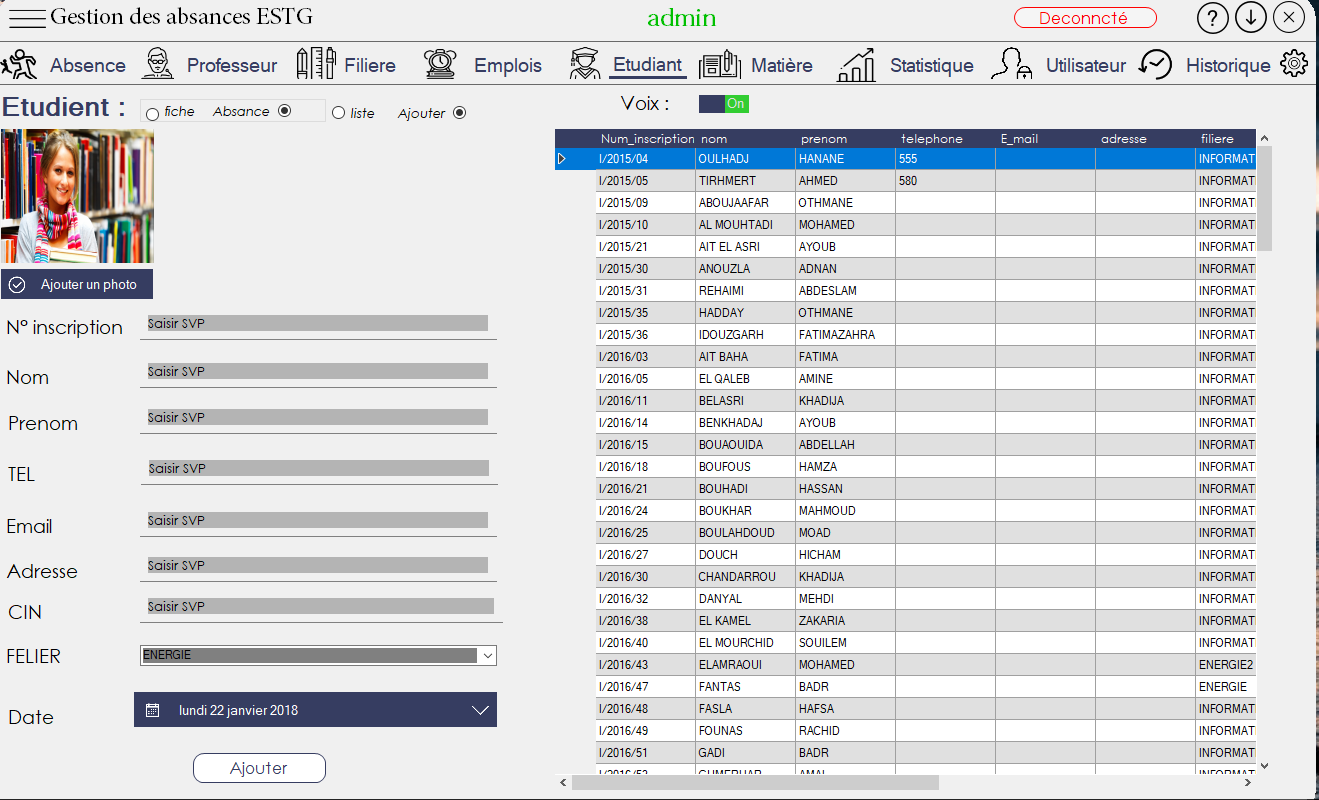 Gestion des absances ESTG
admin
Deconncté
?
Absence Professeur Filiere Emplois Etudiant Matière Statistique Utilisateur Historique
Etudient :
fiche Absance liste Ajouter
Voix : On
Ajouter un photo
N° inscription Saisir SVP
Nom Saisir SVP
Prenom Saisir SVP
TEL Saisir SVP
Email Saisir SVP
Adresse Saisir SVP
CIN Saisir SVP
FELIER ENERGIE
Date lundi 22 janvier 2018
Ajouter
Num_inscription nom prenom telephone E_mail adresse filiere
I/2015/04 OULHADJ HANANE 555 INFORMAT
I/2015/05 TIRHMERT AHMED 580 INFORMAT
I/2015/09 ABOUJAAFAR OTHMANE INFORMAT
I/2015/10 AL MOUHTADI MOHAMED INFORMAT
I/2015/21 AIT EL ASRI AYOUB INFORMAT
I/2015/30 ANOUZLA ADNAN INFORMAT
I/2015/31 REHAIMI ABDESLAM INFORMAT
I/2015/35 HADDAY OTHMANE INFORMAT
I/2015/36 IDOUZGARH FATIMAZAHRA INFORMAT
I/2016/03 AIT BAHA FATIMA INFORMAT
I/2016/05 EL QALEB AMINE INFORMAT
I/2016/11 BELASRI KHADIJA INFORMAT
I/2016/14 BENKHADAJ AYOUB INFORMAT
I/2016/15 BOUAOUIDA ABDELLAH INFORMAT
I/2016/18 BOUFOUS HAMZA INFORMAT
I/2016/21 BOUHADI HASSAN INFORMAT
I/2016/24 BOUKHAR MAHMOUD INFORMAT
I/2016/25 BOULAHDOUD MOAD INFORMAT
I/2016/27 DOUCH HICHAM INFORMAT
I/2016/30 CHANDARROU KHADIJA INFORMAT
I/2016/32 DANYAL MEHDI INFORMAT
I/2016/38 EL KAMEL ZAKARIA INFORMAT
I/2016/40 EL MOURCHID SOUILEM INFORMAT
I/2016/43 ELAMRAOUI MOHAMED ENERGIE2
I/2016/47 FANTAS BADR ENERGIE
I/2016/48 FASLA HAFSA INFORMAT
I/2016/49 FOUNAS RACHID INFORMAT
I/2016/51 GADI BADR INFORMAT